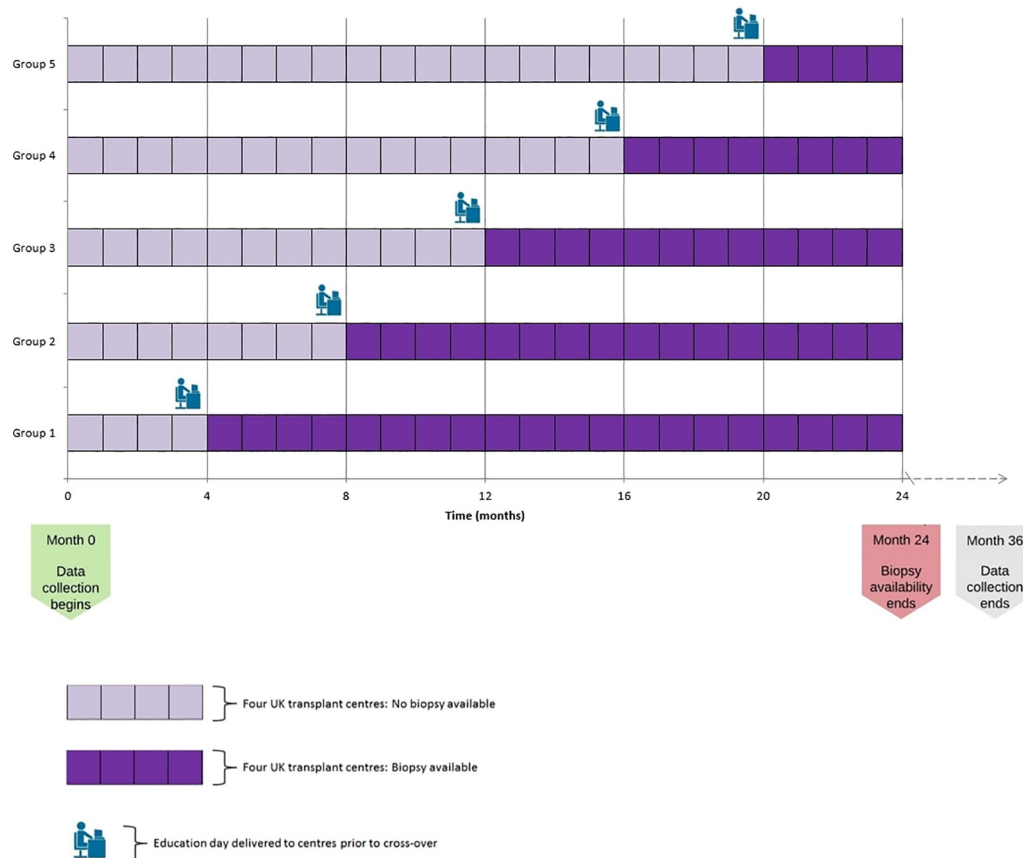 Group 5
Group 4
Group 3
Group 2
Group 1
0 4 8 12 16 20 24
Time (months)
Month 0
Data
collection
begins
Month 24
Biopsy
availability
ends
Month 36
Data
collection
ends
Four UK transplant centres: No biopsy available
Four UK transplant centres: Biopsy available
Education day delivered to centres prior to cross-over